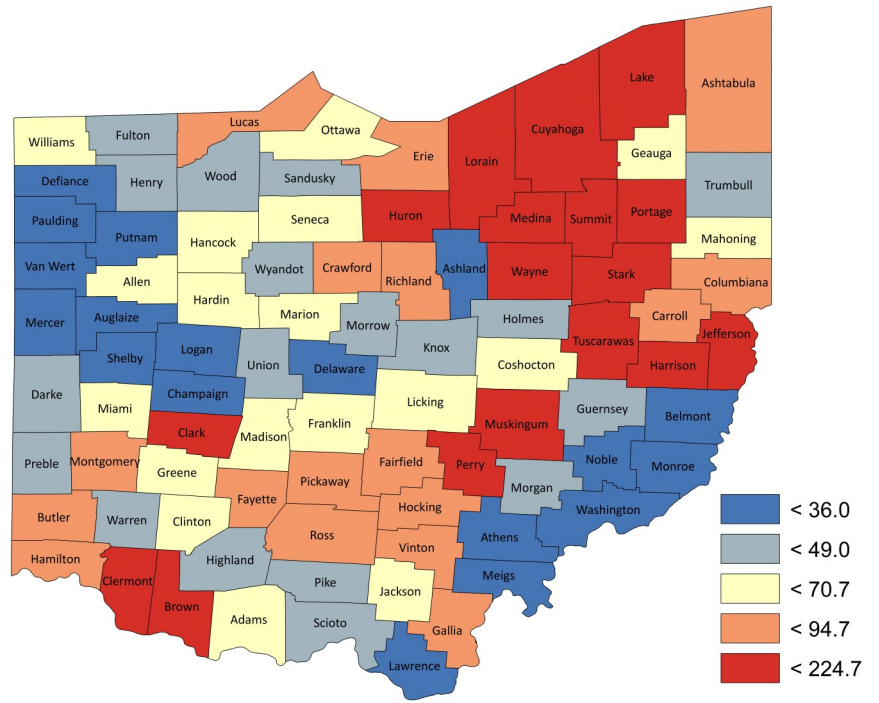 Lake
Ashtabula
Lucas
Ottawa
Cuyahoga
Williams
Fulton
Erie
Geauga
Lorain
Wood
Sandusky
Defiance
Henry
Trumbull
Paulding
Huron
Medina
Summit
Portage
Seneca
Putnam
Hancock
Mahoning
Van Wert
Wyandot
Crawford
Ashland
Wayne
Stark
Allen
Richland
Columbiana
Hardin
Marion
Carroll
Mercer
Auglaize
Morrow
Holmes
Jefferson
Tuscarawas
Logan
Knox
Shelby
Union
Delaware
Coshocton
Harrison
Darke
Champaign
Licking
Miami
Franklin
Guernsey
Belmont
Clark
Madison
Muskingum
Preble
Montgomery
Greene
Fairfield
Perry
Noble
Monroe
Pickaway
Morgan
Fayette
Hocking
Washington
< 36.0
Butler
Warren
Clinton
Ross
Athens
Vinton
< 49.0
Hamilton
Highland
Clermont
Pike
Meigs
Jackson
< 70.7
Brown
Adams
Scioto
Gallia
< 94.7
Lawrence
< 224.7